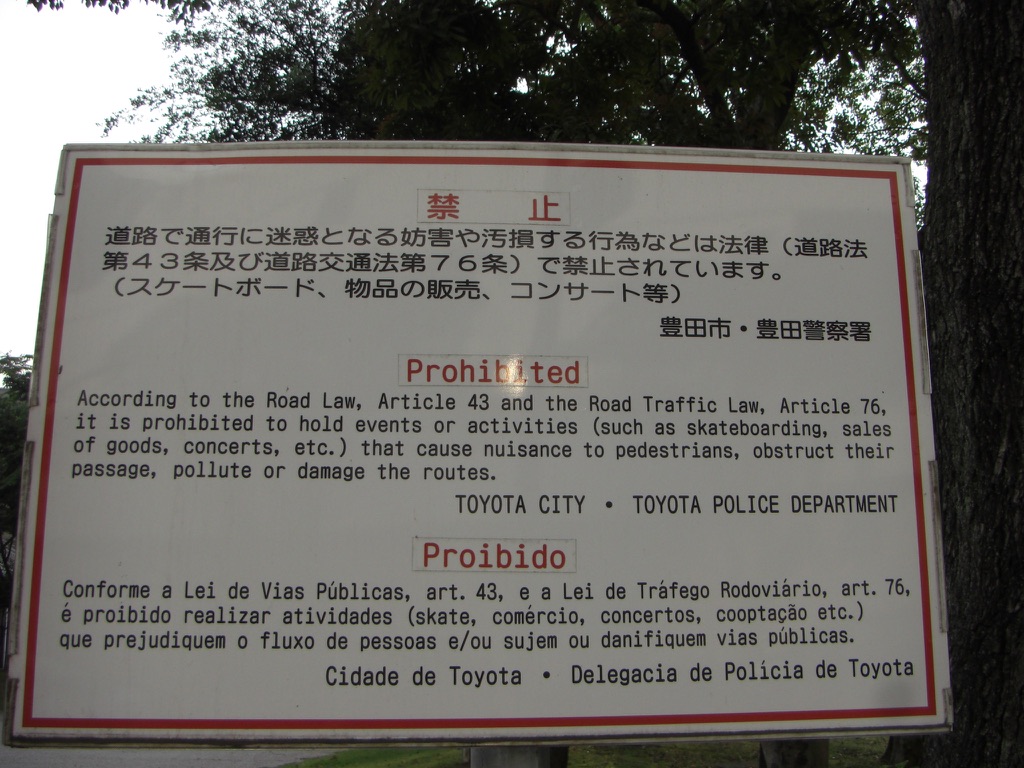 禁　止
道路で通行に迷惑となる妨害や汚損する行為などは法律（道路法
第４３条及び道路交通法第７６条）で禁止されています。
（スケートボード、物品の販売、コンサート等）
豊田市・豊田警察署
Prohibited
According to the Road Law, Article 43 and the Road Traffic Law, Article 76,
it is prohibited to hold events or activities (such as skateboarding, sales
of goods, concerts, etc.) that cause nuisance to pedestrians, obstruct their
passage, pollute or damage the routes.
TOYOTA CITY • TOYOTA POLICE DEPARTMENT
Proibido
Conforme a Lei de Vias Públicas, art. 43, e a Lei de Tráfego Rodoviário, art. 76,
é proibido realizar atividades (skate, comércio, concertos, cooptação etc.)
que prejudiquem o fluxo de pessoas e/ou sujem ou danifiquem vias públicas.
Cidade de Toyota • Delegacia de Polícia de Toyota